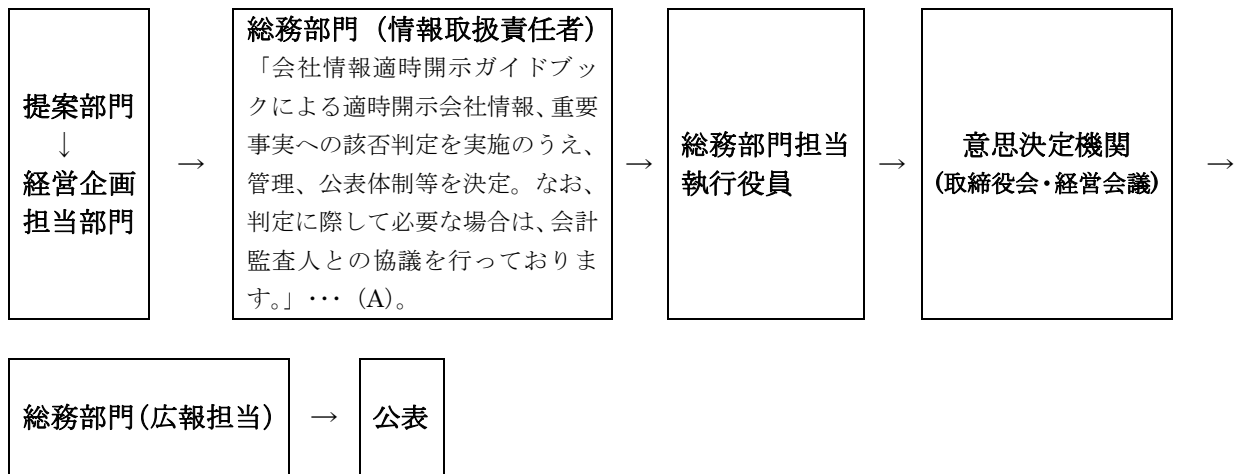 提案部門
↓
経営企画
担当部門
→
総務部門（情報取扱責任者）
「会社情報適時開示ガイドブッ
クによる適時開示会社情報、重要
事実への該否判定を実施のうえ、
管理、公表体制等を決定。なお、
判定に際して必要な場合は、会計
監査人との協議を行っておりま
す。」・・・（A）。
→
総務部門担当
執行役員
→
意思決定機関
（取締役会・経営会議）
→
総務部門（広報担当）
→
公表